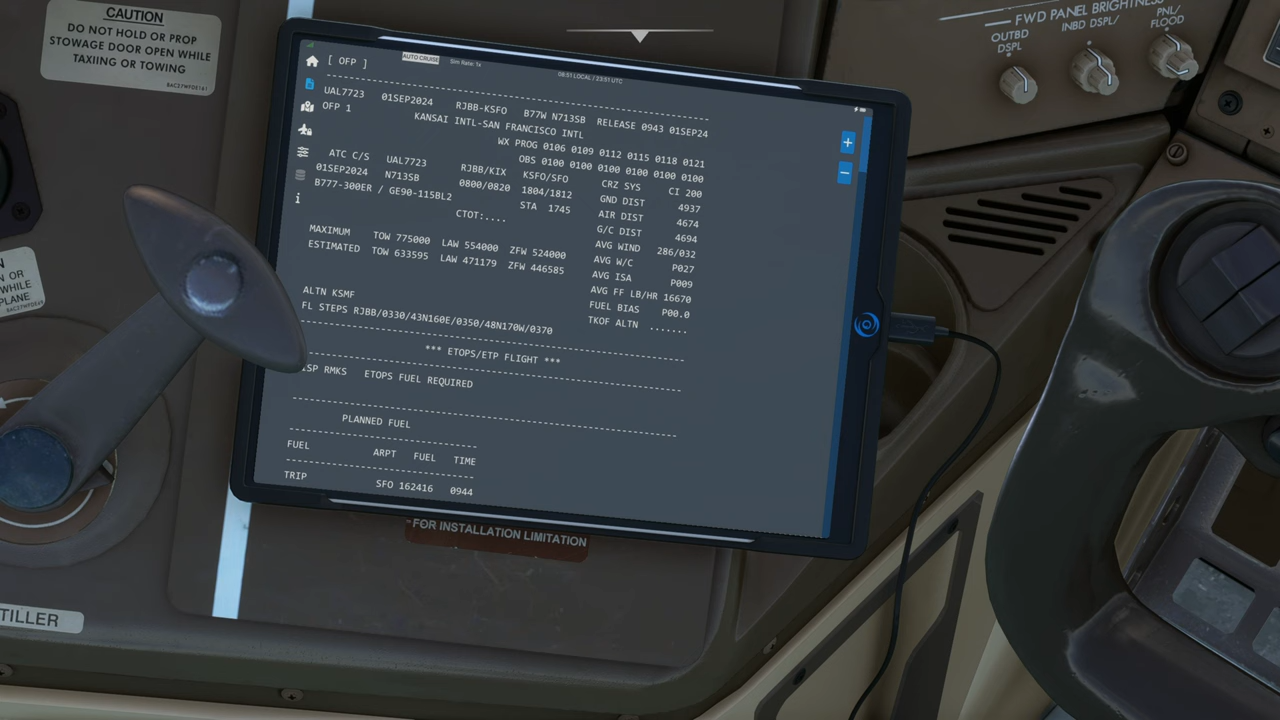 CAUTION
DO NOT HOLD OR PROP
STOWAGE DOOR OPEN WHILE
TAXIING OR TOWING
[ OFP ]
AUTO CRUISE
Sim Rate: 1x
08:51 LOCAL / 23:51 UTC
UAL7723 01SEP2024 RJBB-KSFO B77W N713SB RELEASE 0943 01SEP24
OFP 1 KANSAI INTL-SAN FRANCISCO INTL
WX PROG 0106 0109 0112 0115 0118 0121
OBS 0100 0100 0100 0100 0100 0100
ATC C/S UAL7723 RJBB/KIX KSFO/SFO CRZ SYS CI 200
01SEP2024 N713SB 0800/0820 1804/1812 GND DIST 4937
B777-300ER / GE90-115BL2 STA 1745 AIR DIST 4674
CTOT:.... G/C DIST 4694
AVG WIND 286/032
MAXIMUM TOW 775000 LAW 554000 ZFW 524000 AVG W/C P027
ESTIMATED TOW 633595 LAW 471179 ZFW 446585 AVG ISA P009
AVG FF LB/HR 16670
FUEL BIAS P00.0
ALTN KSMF TKOF ALTN .......
FL STEPS RJBB/0330/43N160E/0350/48N170W/0370
*** ETOPS/ETP FLIGHT ***
SP RMKS ETOPS FUEL REQUIRED
PLANNED FUEL
FUEL ARPT FUEL TIME
TRIP SFO 162416 0944
FOR INSTALLATION LIMITATION
TILLER
N
ON OR
WHILE
PLANE
FWD PANEL BRIGHTNESS
OUTBD
DSPL
INBD DSPL/
PNL/
FLOOD